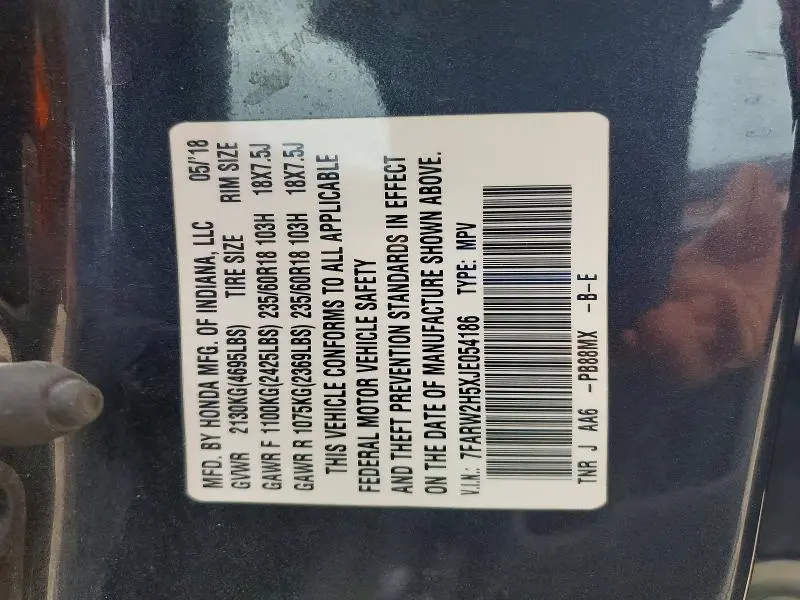 MFD. BY HONDA MFG. OF INDIANA, LLC 05/'18
GVWR 2130KG(4695LBS) TIRE SIZE RIM SIZE
GAWR F 1100KG(2425LBS) 235/60R18 103H 18X7.5J
GAWR R 1075KG(2369LBS) 235/60R18 103H 18X7.5J
THIS VEHICLE CONFORMS TO ALL APPLICABLE
FEDERAL MOTOR VEHICLE SAFETY
AND THEFT PREVENTION STANDARDS IN EFFECT
ON THE DATE OF MANUFACTURE SHOWN ABOVE.
V.I.N.: 7FARW2H5XJE054186 TYPE: MPV
TNR J AA6 -PB88MX -B-E